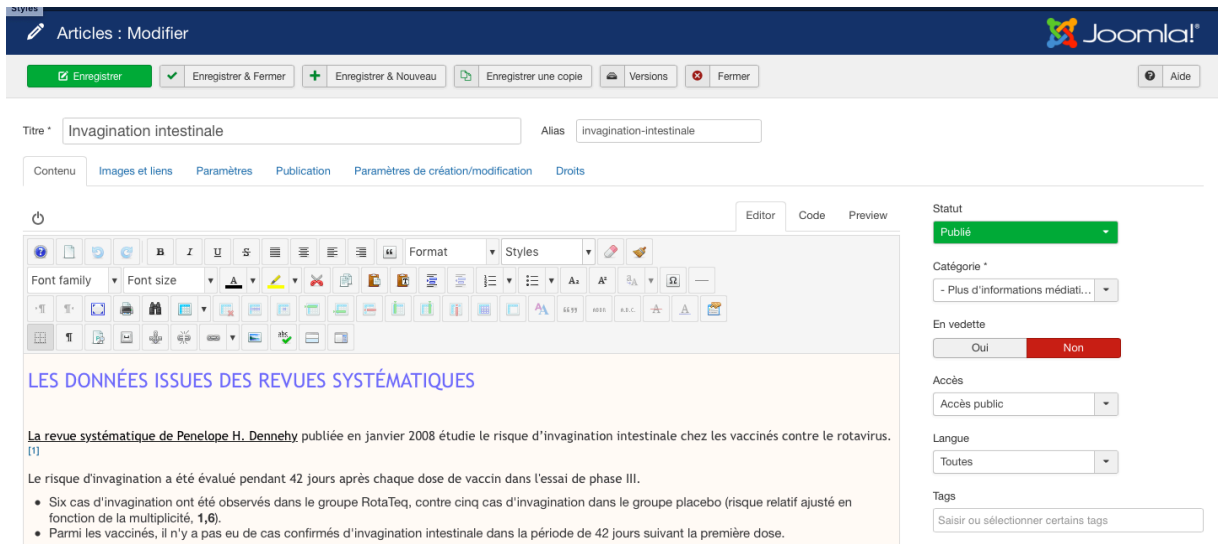 Styles
Articles : Modifier
Joomla!®
Enregistrer
Enregistrer & Fermer
Enregistrer & Nouveau
Enregistrer une copie
Versions
Fermer
Aide
Titre * Invagination intestinale
Alias invagination-intestinale
Contenu Images et liens Paramètres Publication Paramètres de création/modification Droits
Editor Code Preview
B I U S Format Styles
Font family Font size A
Ω
ABBR A.B.C. A A
abc
LES DONNÉES ISSUES DES REVUES SYSTÉMATIQUES
La revue systématique de Penelope H. Dennehy publiée en janvier 2008 étudie le risque d’invagination intestinale chez les vaccinés contre le rotavirus.
[1]
Le risque d'invagination a été évalué pendant 42 jours après chaque dose de vaccin dans l'essai de phase III.
• Six cas d'invagination ont été observés dans le groupe RotaTeq, contre cinq cas d'invagination dans le groupe placebo (risque relatif ajusté en
fonction de la multiplicité, 1,6).
• Parmi les vaccinés, il n'y a pas eu de cas confirmés d'invagination intestinale dans la période de 42 jours suivant la première dose.
Statut
Publié
Catégorie *
- Plus d'informations médiati...
En vedette
Oui Non
Accès
Accès public
Langue
Toutes
Tags
Saisir ou sélectionner certains tags